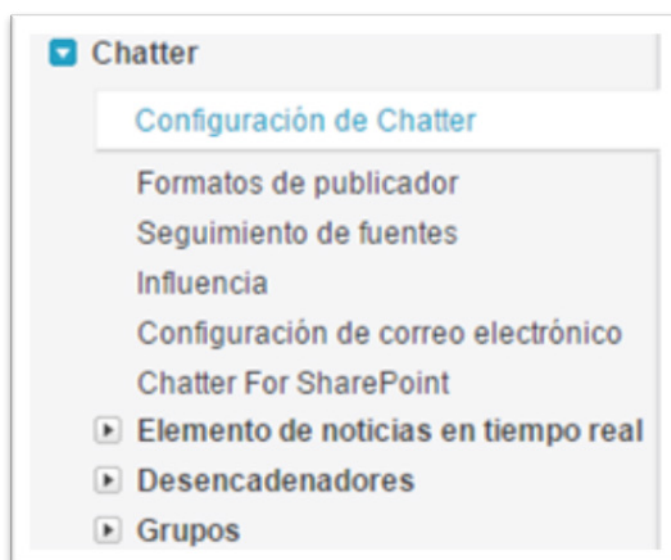 Chatter
Configuración de Chatter
Formatos de publicador
Seguimiento de fuentes
Influencia
Configuración de correo electrónico
Chatter For SharePoint
Elemento de noticias en tiempo real
Desencadenadores
Grupos